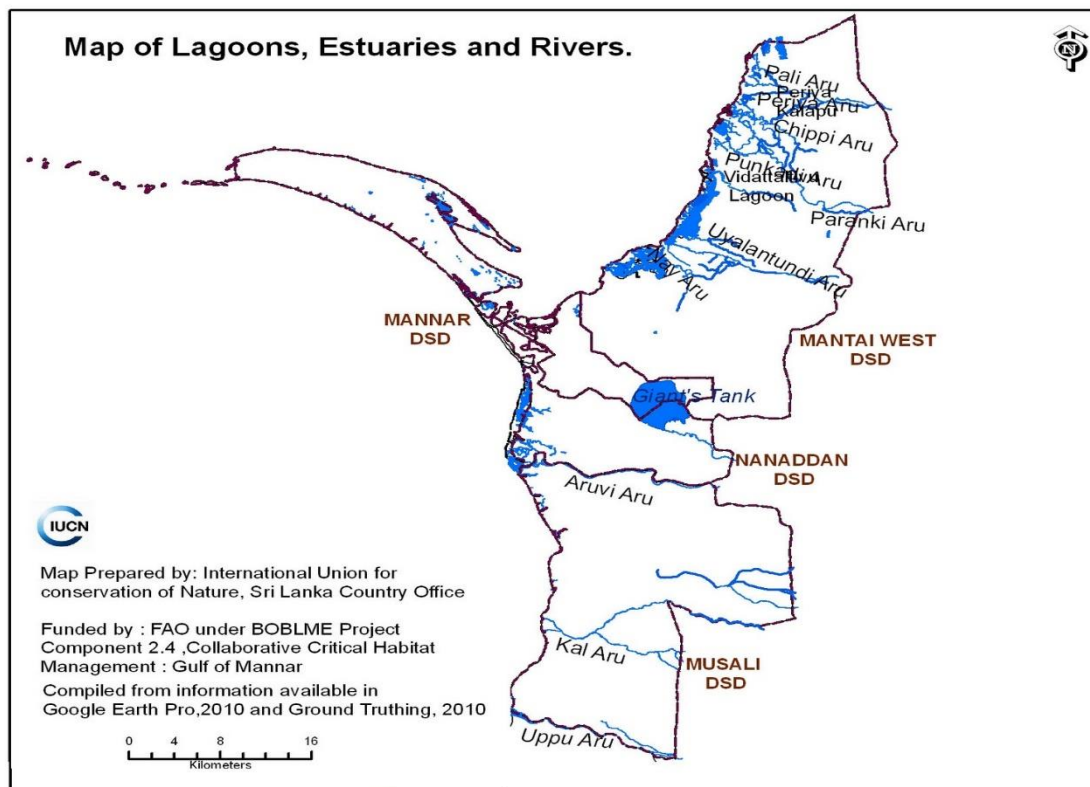 Map of Lagoons, Estuaries and Rivers.
N
Pali Aru
Periya
Periya Aru
Kalapu
Chippi Aru
Punkadi Aru
Lagoon
Paranki Aru
Uyalantundi Aru
Nay Aru
MANNAR
DSD
MANTAI WEST
DSD
Giant's Tank
NANADDAN
DSD
Aruvi Aru
IUCN
Map Prepared by: International Union for
conservation of Nature, Sri Lanka Country Office
Funded by : FAO under BOBLME Project
Component 2.4 ,Collaborative Critical Habitat
Management : Gulf of Mannar
Compiled from information available in
Google Earth Pro,2010 and Ground Truthing, 2010
Kal Aru
MUSALI
DSD
Uppu Aru
0 4 8 16
Kilometers